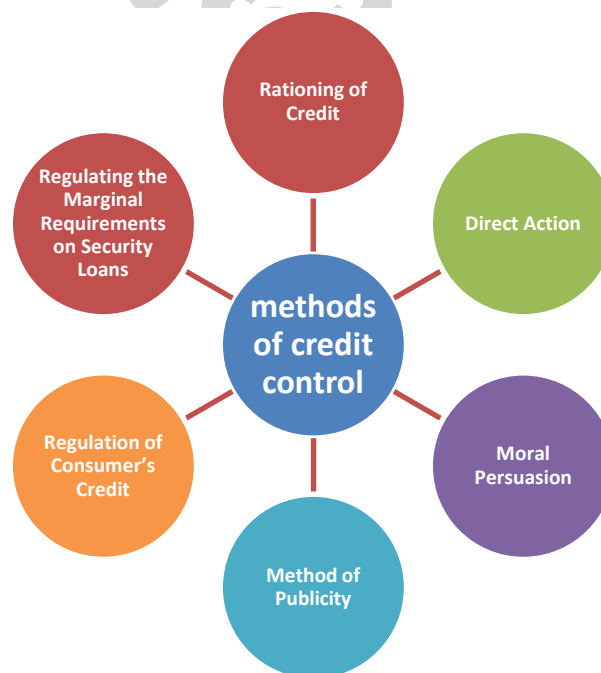 Rationing of
Credit
Regulating the
Marginal
Requirements
on Security
Loans
Direct Action
methods
of credit
control
Regulation of
Consumer's
Credit
Moral
Persuasion
Method of
Publicity